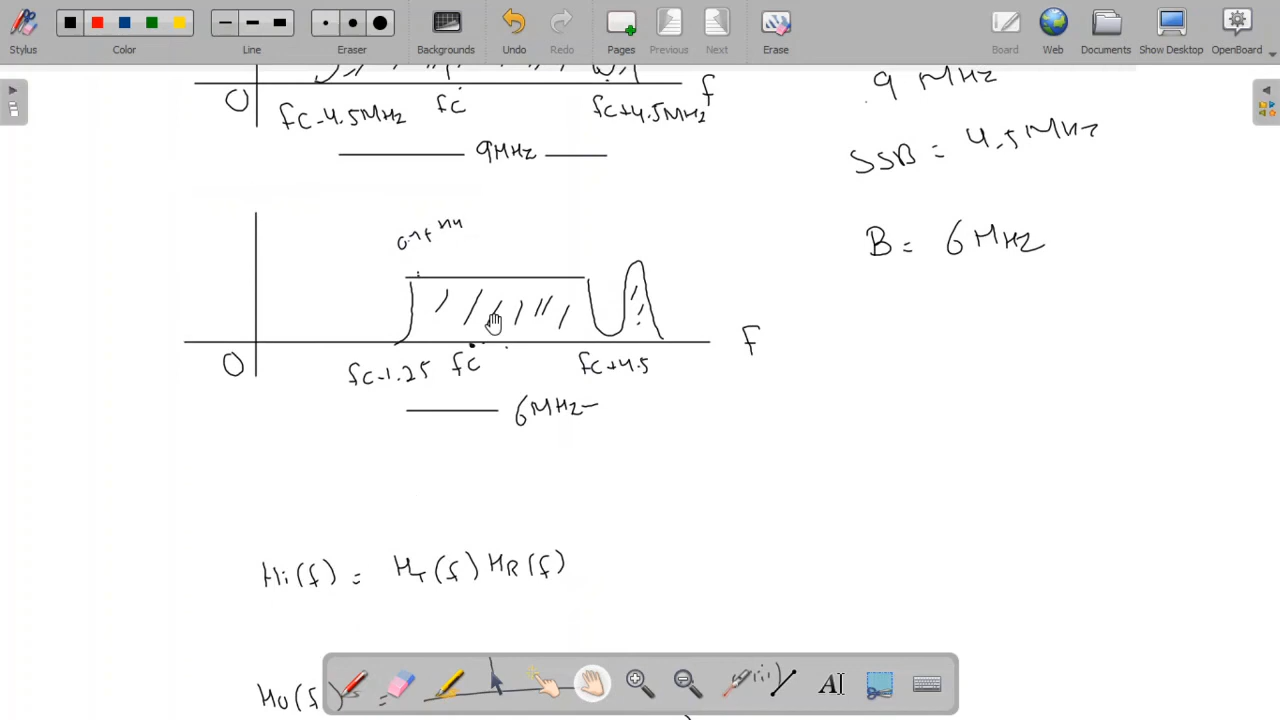 Stylus Color Line Eraser Backgrounds Undo Redo Pages Previous Next Erase Board Web Documents Show Desktop OpenBoard
0 fc-4.5MHz fc fc+4.5MHz f
9MHz
9 MHz
SSB = 4.5MHz
B = 6MHz
0 fc-1.25 fc fc+4.5 f
6MHz
Hi(f) = HT(f) HR(f)
Ho(f) =